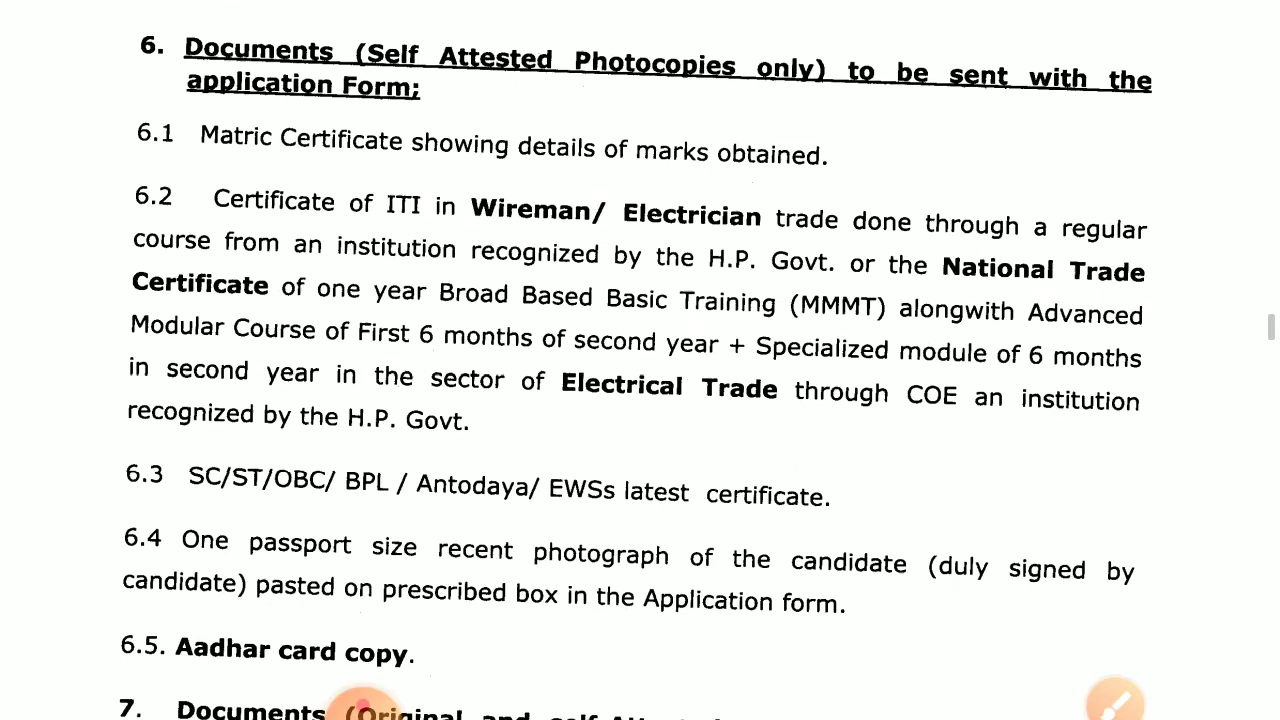 6. Documents (Self Attested Photocopies only) to be sent with the
application Form;
6.1 Matric Certificate showing details of marks obtained.
6.2 Certificate of ITI in Wireman/ Electrician trade done through a regular
course from an institution recognized by the H.P. Govt. or the National Trade
Certificate of one year Broad Based Basic Training (MMMT) alongwith Advanced
Modular Course of First 6 months of second year + Specialized module of 6 months
in second year in the sector of Electrical Trade through COE an institution
recognized by the H.P. Govt.
6.3 SC/ST/OBC/ BPL / Antodaya/ EWSs latest certificate.
6.4 One passport size recent photograph of the candidate (duly signed by
candidate) pasted on prescribed box in the Application form.
6.5. Aadhar card copy.
7. Documents (Original and self